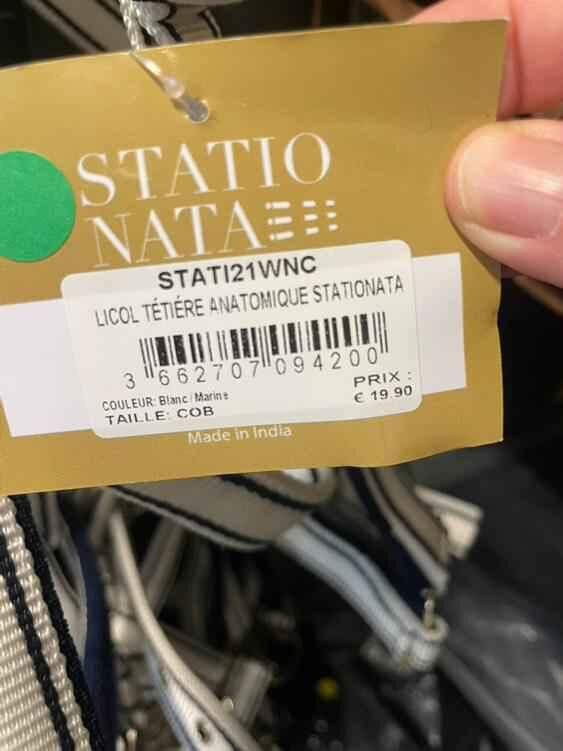 STATIO
NATA
STATI21WNC
LICOL TÉTIÉRE ANATOMIQUE STATIONATA
3 662707 094200
COULEUR: Blanc/Marine
TAILLE: COB
PRIX :
€ 19.90
Made in India